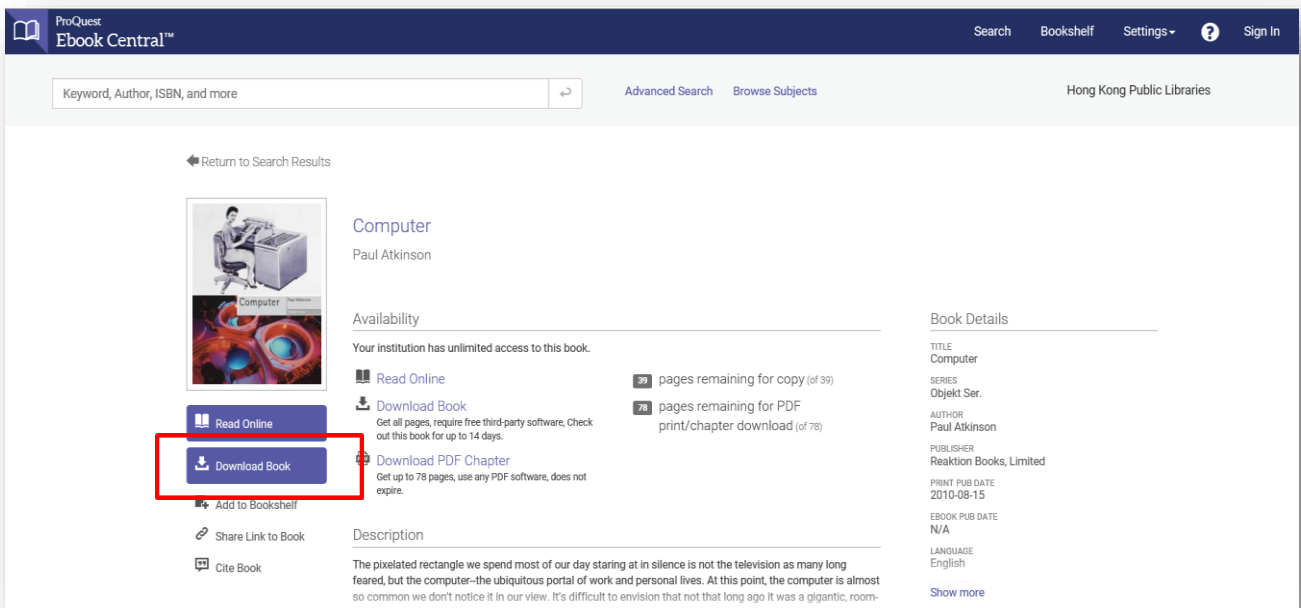 ProQuest
Ebook Central™
Search Bookshelf Settings ? Sign In
Keyword, Author, ISBN, and more
Advanced Search Browse Subjects
Hong Kong Public Libraries
Return to Search Results
Computer
Computer
Paul Atkinson
Read Online
Download Book
Add to Bookshelf
Share Link to Book
Cite Book
Availability
Your institution has unlimited access to this book.
Read Online
Download Book
Get all pages, require free third-party software, Check
out this book for up to 14 days.
Download PDF Chapter
Get up to 78 pages, use any PDF software, does not
expire.
39 pages remaining for copy (of 39)
78 pages remaining for PDF
print/chapter download (of 78)
Description
The pixelated rectangle we spend most of our day staring at in silence is not the television as many long
feared, but the computer–the ubiquitous portal of work and personal lives. At this point, the computer is almost
so common we don't notice it in our view. It's difficult to envision that not that long ago it was a gigantic, room-
Book Details
TITLE
Computer
SERIES
Objekt Ser.
AUTHOR
Paul Atkinson
PUBLISHER
Reaktion Books, Limited
PRINT PUB DATE
2010-08-15
EBOOK PUB DATE
N/A
LANGUAGE
English
Show more